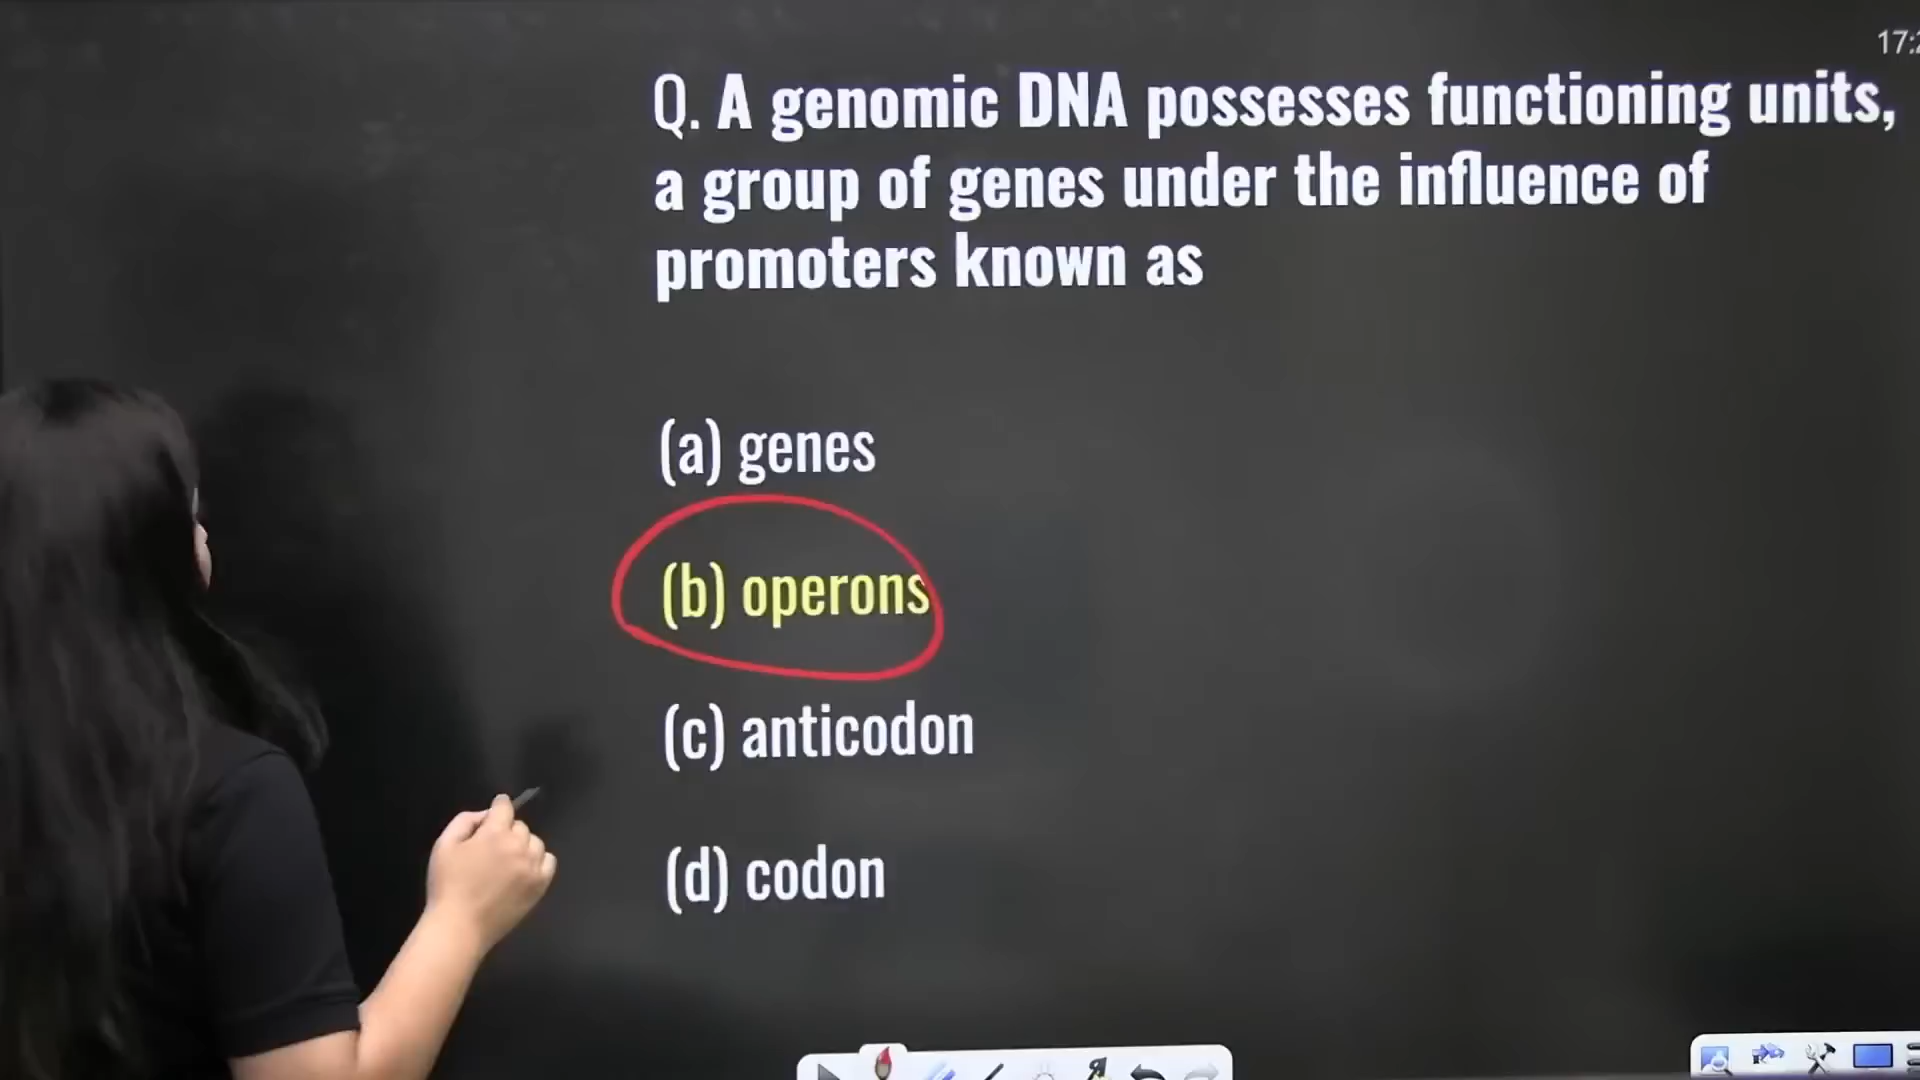 Q. A genomic DNA possesses functioning units,
a group of genes under the influence of
promoters known as
(a) genes
(b) operons
(c) anticodon
(d) codon